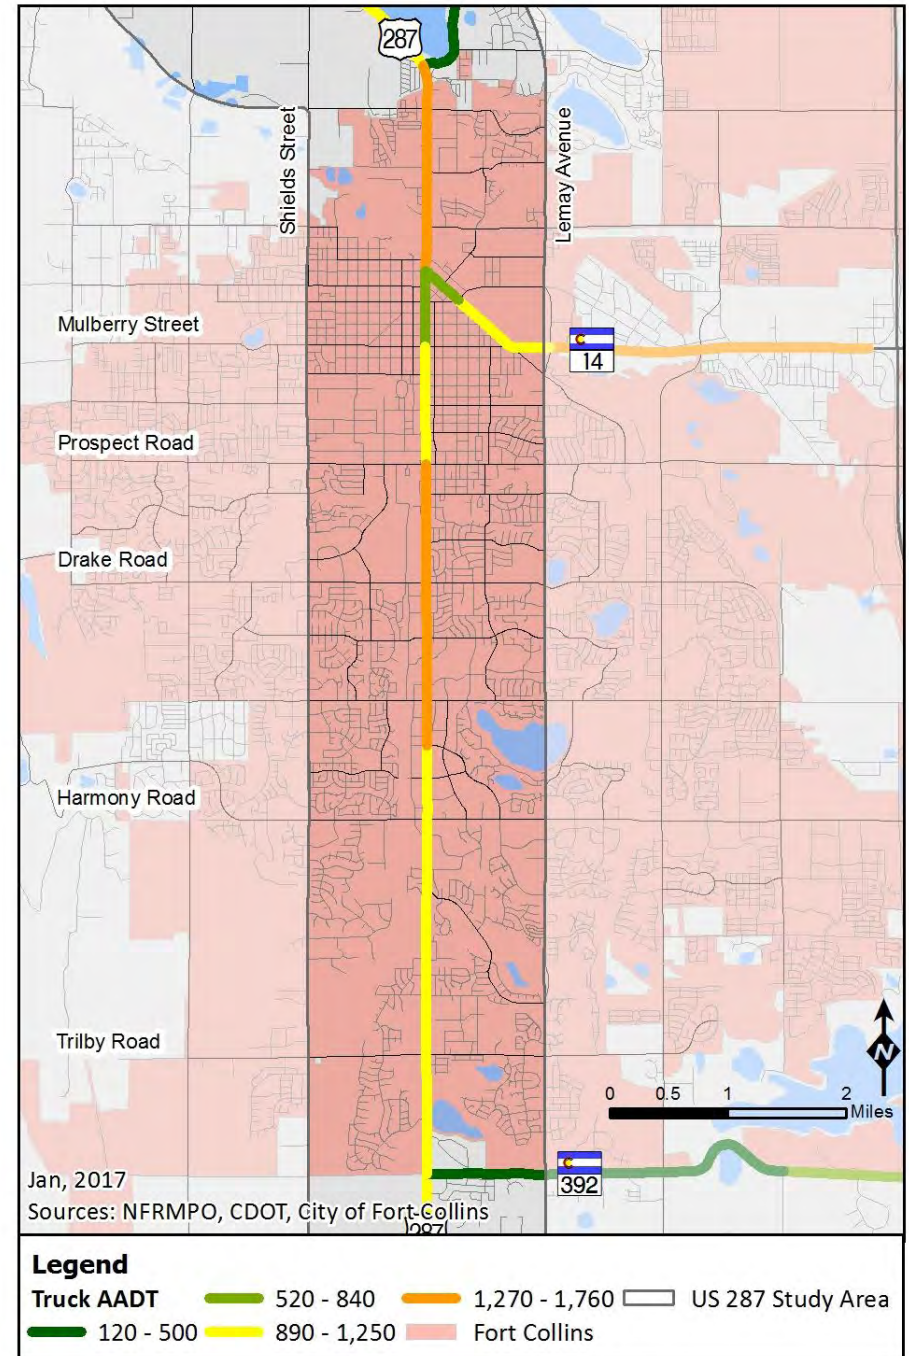 287
Shields Street
Lemay Avenue
Mulberry Street
14
Prospect Road
Drake Road
Harmony Road
Trilby Road
N
0 0.5 1 2
Miles
392
Jan, 2017
Sources: NFRMPO, CDOT, City of Fort Collins
287
Legend
Truck AADT
520 - 840
1,270 - 1,760
US 287 Study Area
120 - 500
890 - 1,250
Fort Collins